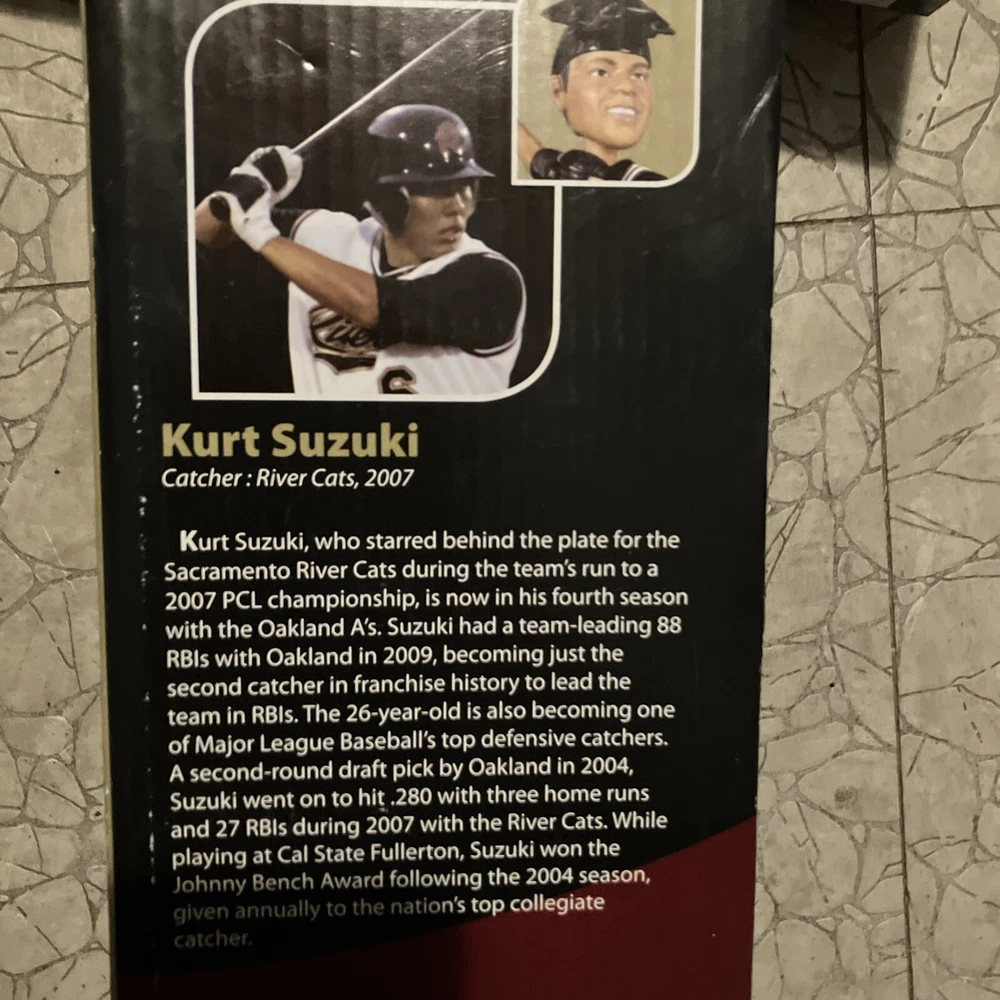 Rive
6
Kurt Suzuki
Catcher : River Cats, 2007
Kurt Suzuki, who starred behind the plate for the
Sacramento River Cats during the team's run to a
2007 PCL championship, is now in his fourth season
with the Oakland A's. Suzuki had a team-leading 88
RBIs with Oakland in 2009, becoming just the
second catcher in franchise history to lead the
team in RBIs. The 26-year-old is also becoming one
of Major League Baseball's top defensive catchers.
A second-round draft pick by Oakland in 2004,
Suzuki went on to hit .280 with three home runs
and 27 RBIs during 2007 with the River Cats. While
playing at Cal State Fullerton, Suzuki won the
Johnny Bench Award following the 2004 season,
given annually to the nation's top collegiate
catcher.